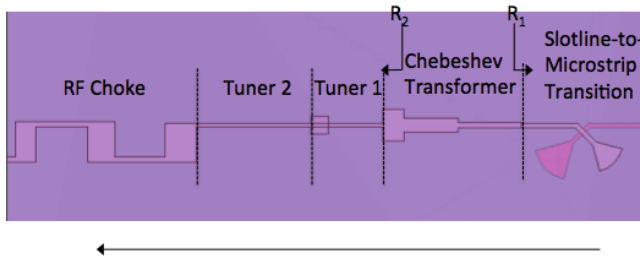 R2 R1
RF Choke
Tuner 2
Tuner 1
Chebeshev
Transformer
Slotline-to-
Microstrip
Transition